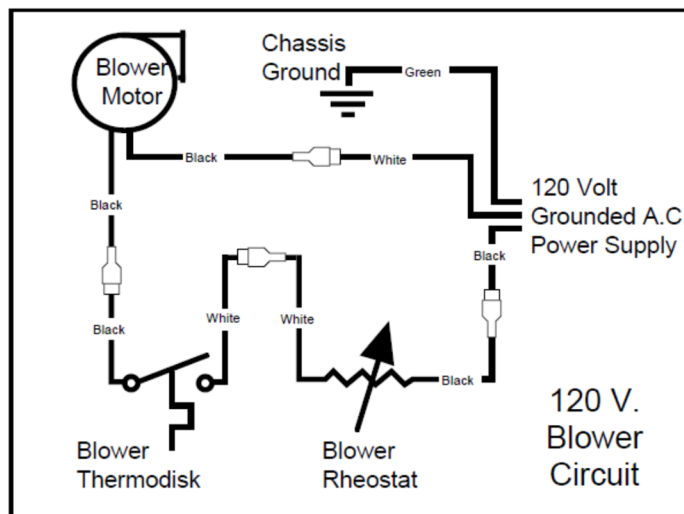 Blower
Motor
Chassis
Ground
Green
Black
White
Black
120 Volt
Grounded A.C
Power Supply
Black
White
White
Black
Black
Blower
Thermodisk
Blower
Rheostat
120 V.
Blower
Circuit